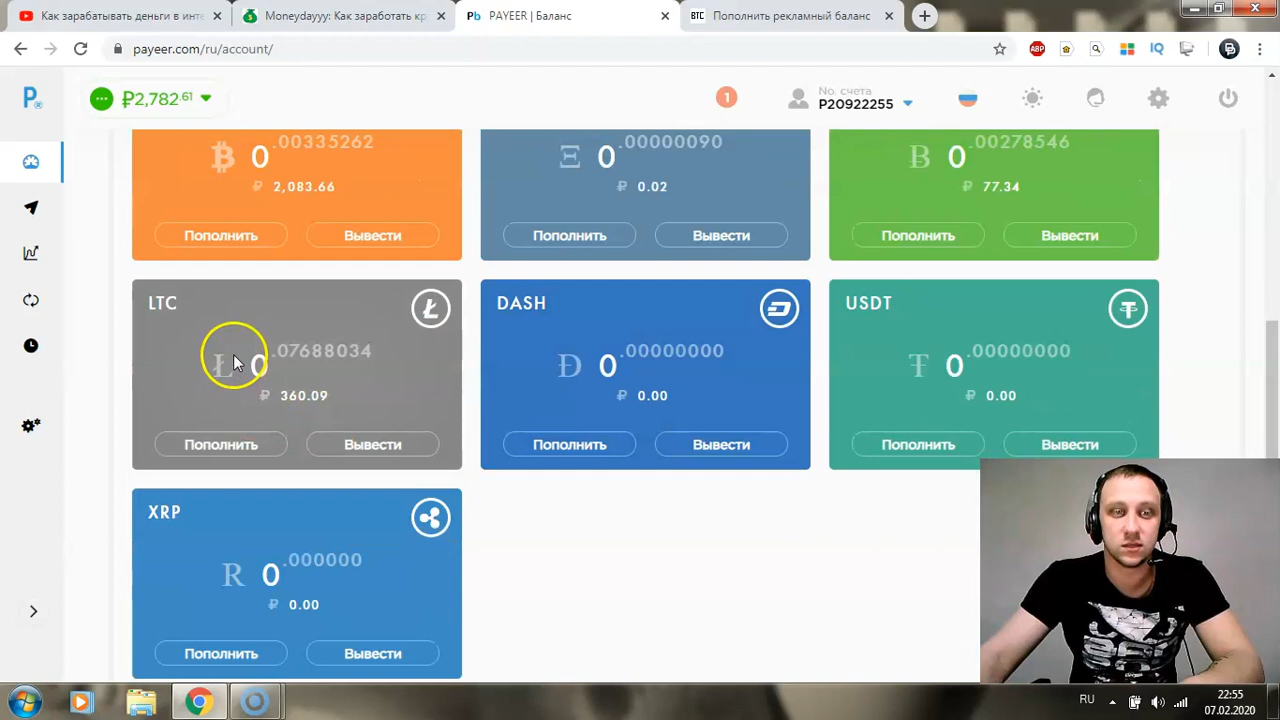 Как зарабатывать деньги в инте
Moneydayyy: Как заработать кр
Pb PAYEER | Баланс
BTC Пополнить рекламный баланс
payeer.com/ru/account/
ABP
IQ
₽2,782.61
1
No. счета
P20922255
0.00335262
₽ 2,083.66
Пополнить
Вывести
0.00000090
₽ 0.02
Пополнить
Вывести
0.00278546
₽ 77.34
Пополнить
Вывести
LTC
Ł 0.07688034
₽ 360.09
Пополнить
Вывести
DASH
Đ 0.00000000
₽ 0.00
Пополнить
Вывести
USDT
Ŧ 0.00000000
₽ 0.00
Пополнить
Вывести
XRP
R 0.000000
₽ 0.00
Пополнить
Вывести
RU
22:55
07.02.2020